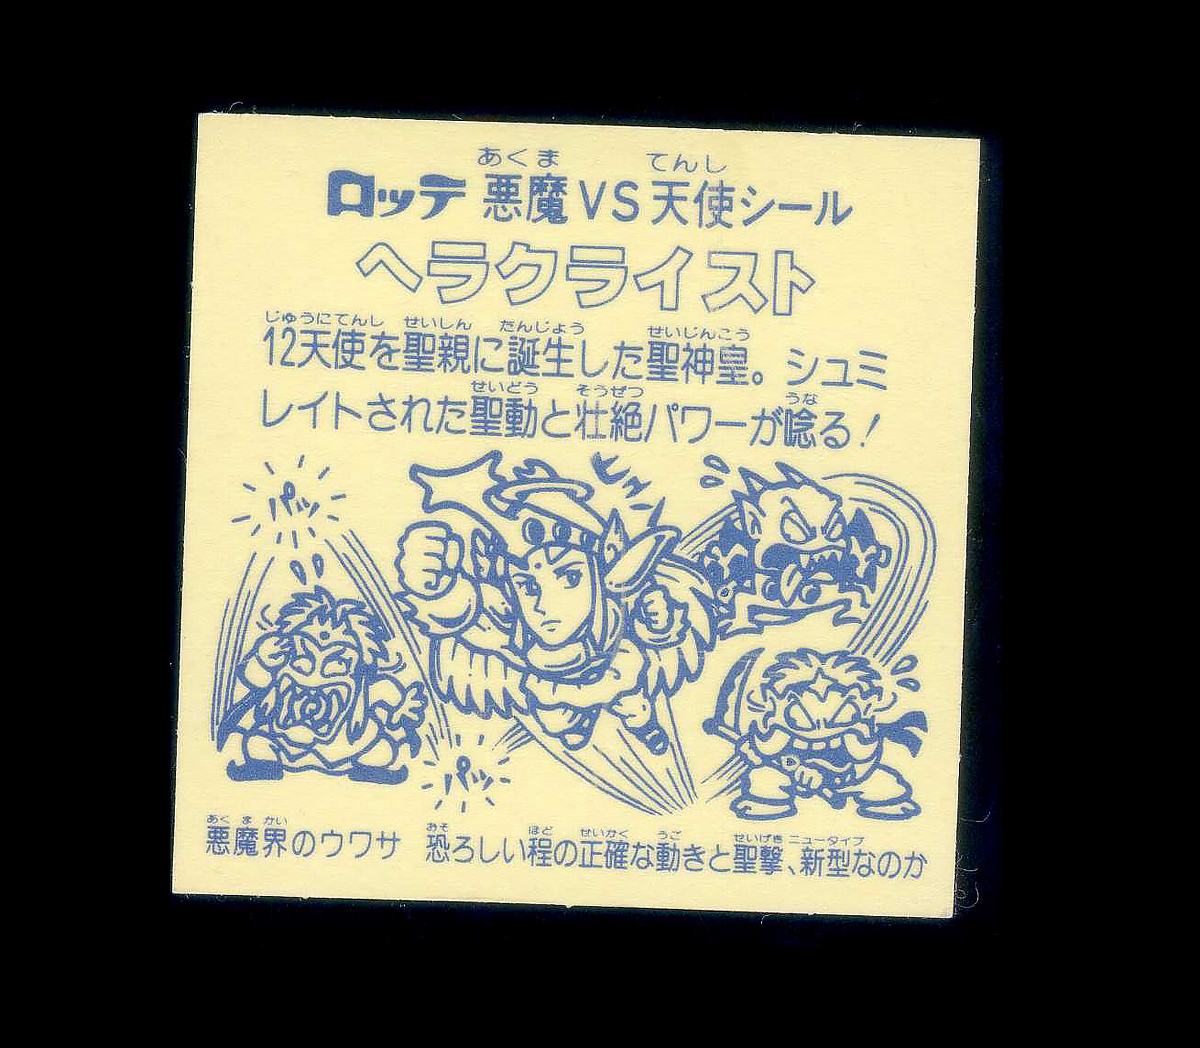 あくま てんし
ロッテ 悪魔VS天使シール
ヘラクライスト
じゅうにてんし せいしん たんじょう せいじんこう
12天使を聖親に誕生した聖神皇。シュミ
せいどう そうぜつ うな
レイトされた聖動と壮絶パワーが唸る!
ヒュッ
パッ
パッ
あくまかい
悪魔界のウワサ
おそ ほど せいかく うご せいげき ニュータイプ
恐ろしい程の正確な動きと聖撃、新型なのか